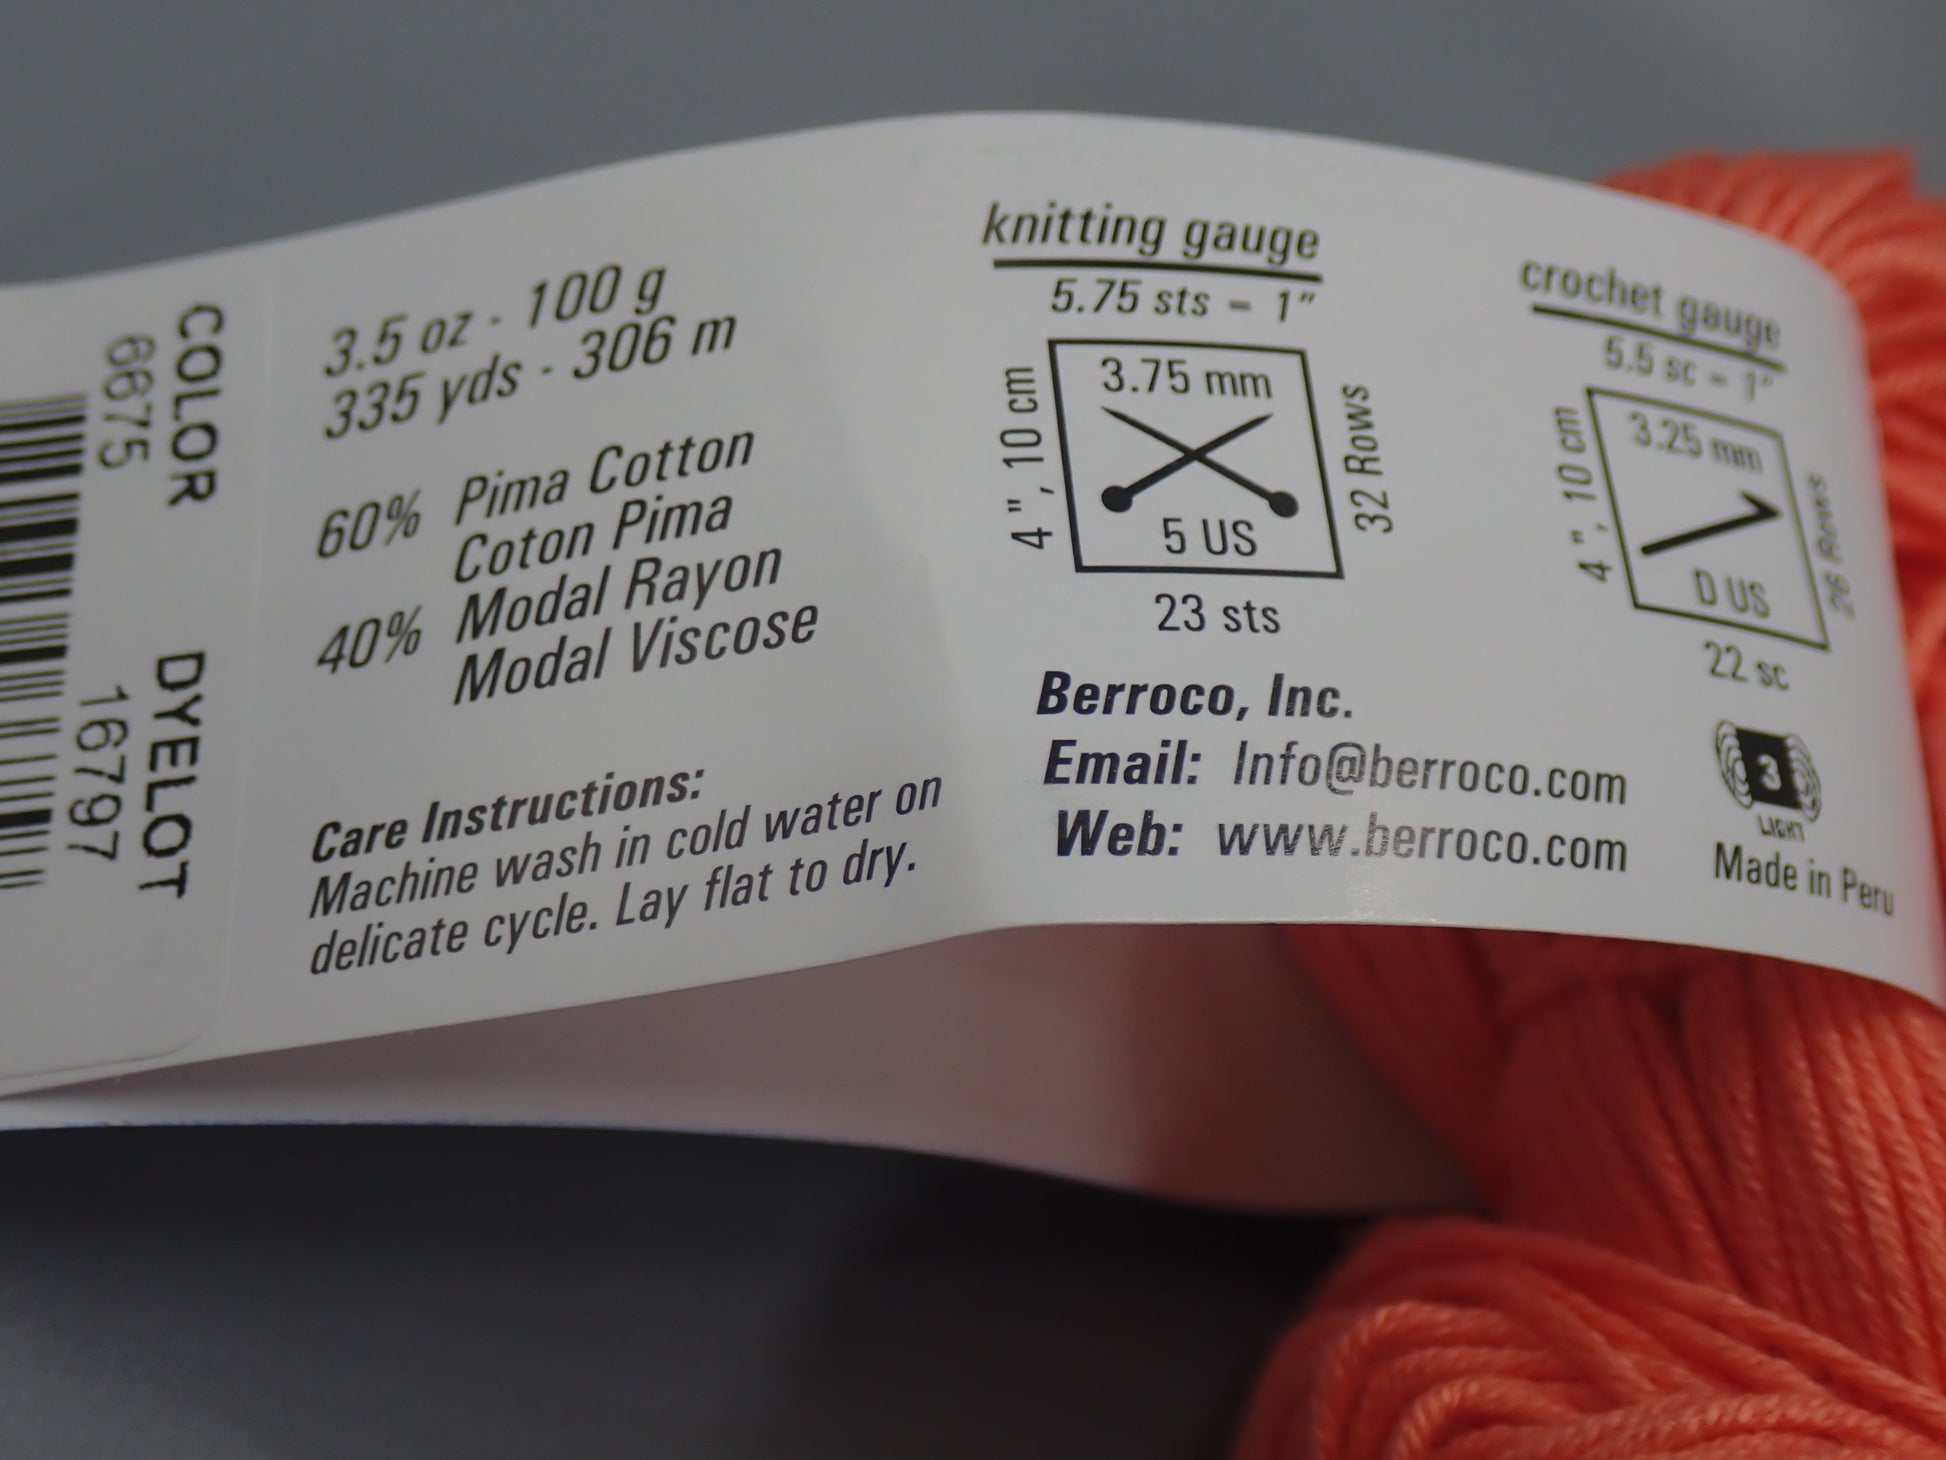 COLOR
6675
DYELOT
16797
3.5 oz - 100 g
335 yds - 306 m
60% Pima Cotton
Coton Pima
40% Modal Rayon
Modal Viscose
Care Instructions:
Machine wash in cold water on
delicate cycle. Lay flat to dry.
knitting gauge
5.75 sts = 1"
4 ", 10 cm
3.75 mm
5 US
32 Rows
23 sts
crochet gauge
5.5 sc = 1"
4 ", 10 cm
3.25 mm
D US
26 Rows
22 sc
Berroco, Inc.
Email: Info@berroco.com
Web: www.berroco.com
3
LIGHT
Made in Peru